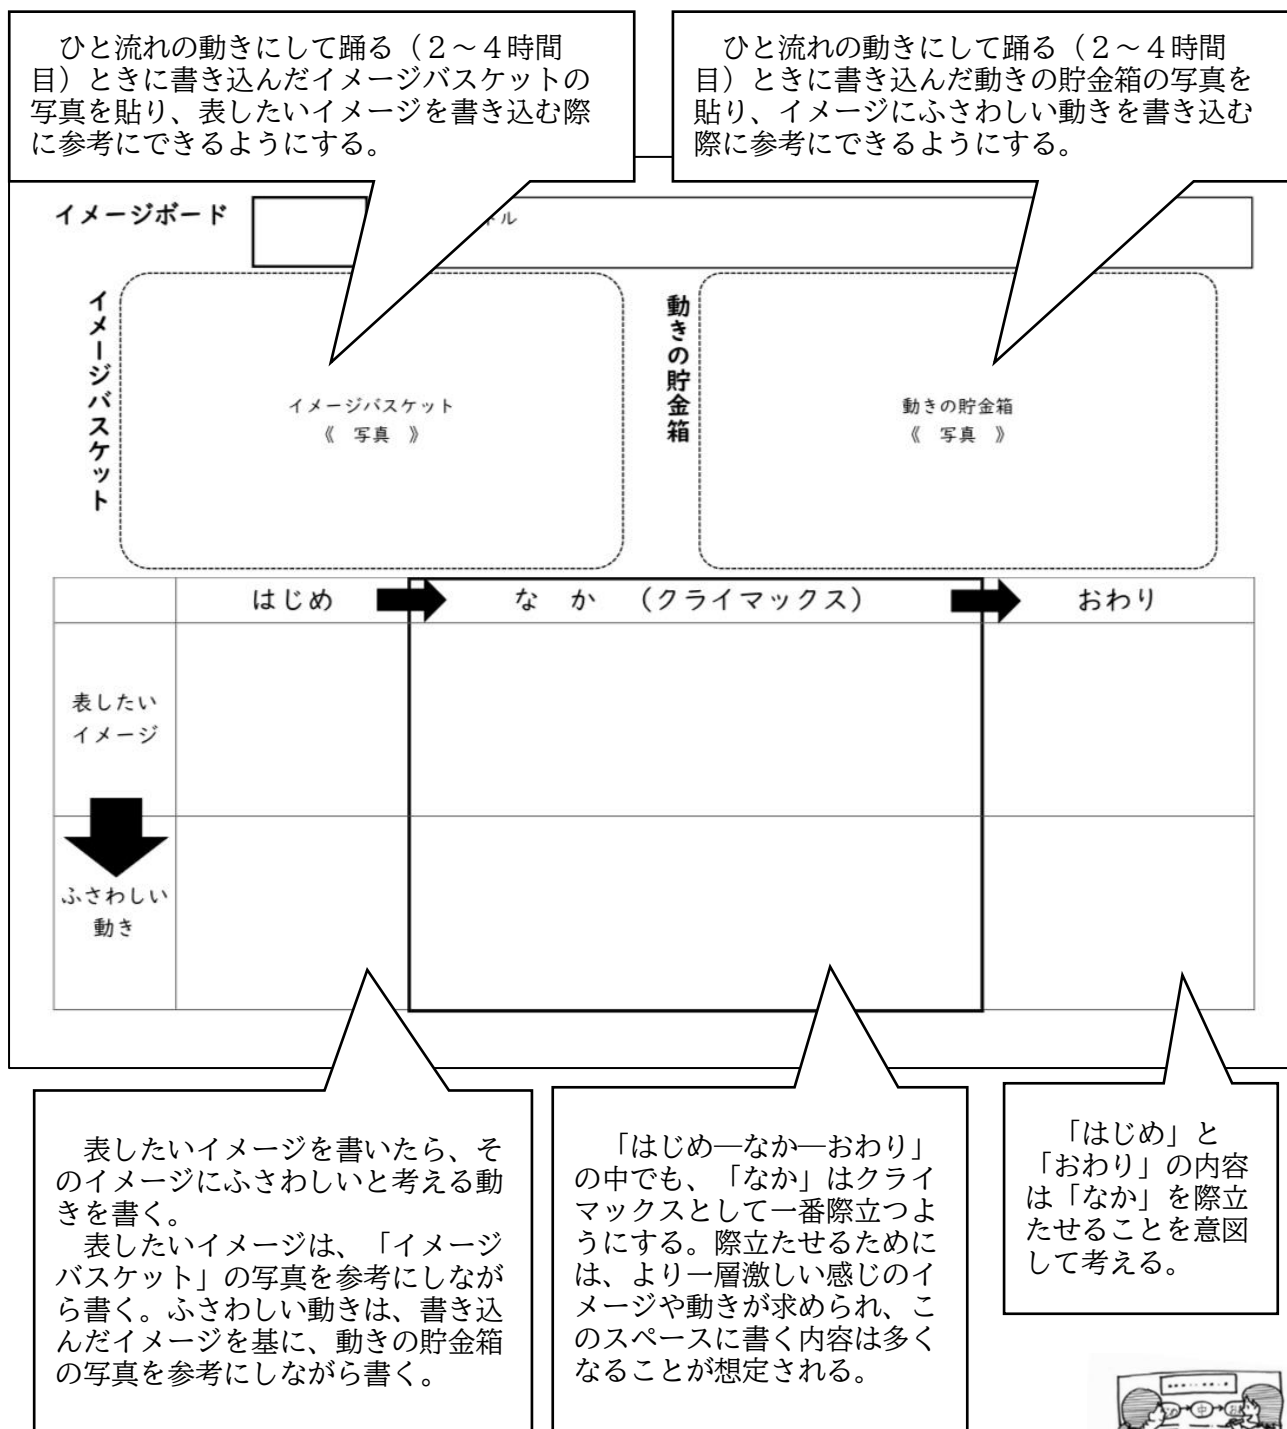 ひと流れの動きにして踊る（２～４時間
目）ときに書き込んだイメージバスケットの
写真を貼り、表したいイメージを書き込む際
に参考にできるようにする。
ひと流れの動きにして踊る（２～４時間
目）ときに書き込んだ動きの貯金箱の写真を
貼り、イメージにふさわしい動きを書き込む
際に参考にできるようにする。
イメージボード
ル
イメージバスケット
イメージバスケット
《　写真　》
動きの貯金箱
動きの貯金箱
《　写真　》
はじめ
な　か　（クライマックス）
おわり
表したい
イメージ
ふさわしい
動き
表したいイメージを書いたら、そ
のイメージにふさわしいと考える動
きを書く。
表したいイメージは、「イメージ
バスケット」の写真を参考にしなが
ら書く。ふさわしい動きは、書き込
んだイメージを基に、動きの貯金箱
の写真を参考にしながら書く。
「はじめ―なか―おわり」
の中でも、「なか」はクライ
マックスとして一番際立つよ
うにする。際立たせるために
は、より一層激しい感じのイ
メージや動きが求められ、こ
のスペースに書く内容は多く
なることが想定される。
「はじめ」と
「おわり」の内容
は「なか」を際立
たせることを意図
して考える。
中